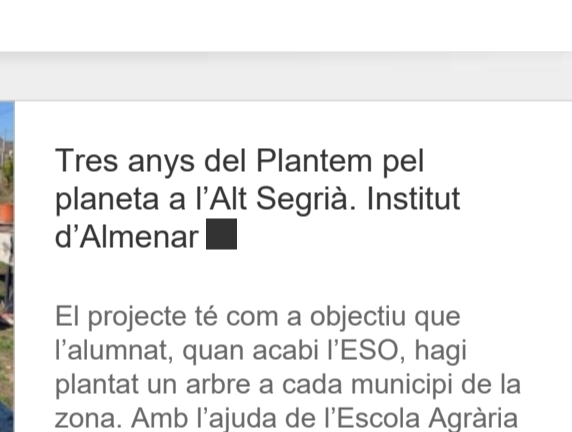 Tres anys del Plantem pel
planeta a l’Alt Segrià. Institut
d’Almenar
El projecte té com a objectiu que
l’alumnat, quan acabi l’ESO, hagi
plantat un arbre a cada municipi de la
zona. Amb l’ajuda de l’Escola Agrària